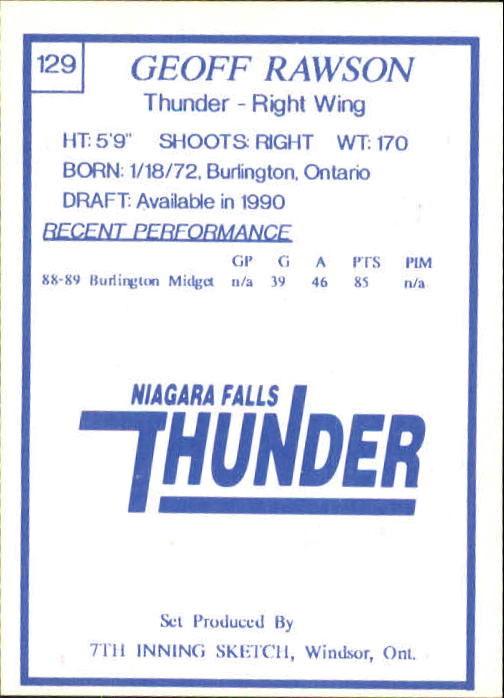 129
GEOFF RAWSON
Thunder - Right Wing
HT: 5'9" SHOOTS: RIGHT WT: 170
BORN: 1/18/72, Burlington, Ontario
DRAFT: Available in 1990
RECENT PERFORMANCE
GP G A PTS PIM
88-89 Burlington Midget n/a 39 46 85 n/a
NIAGARA FALLS
THUNDER
Set Produced By
7TH INNING SKETCH, Windsor, Ont.